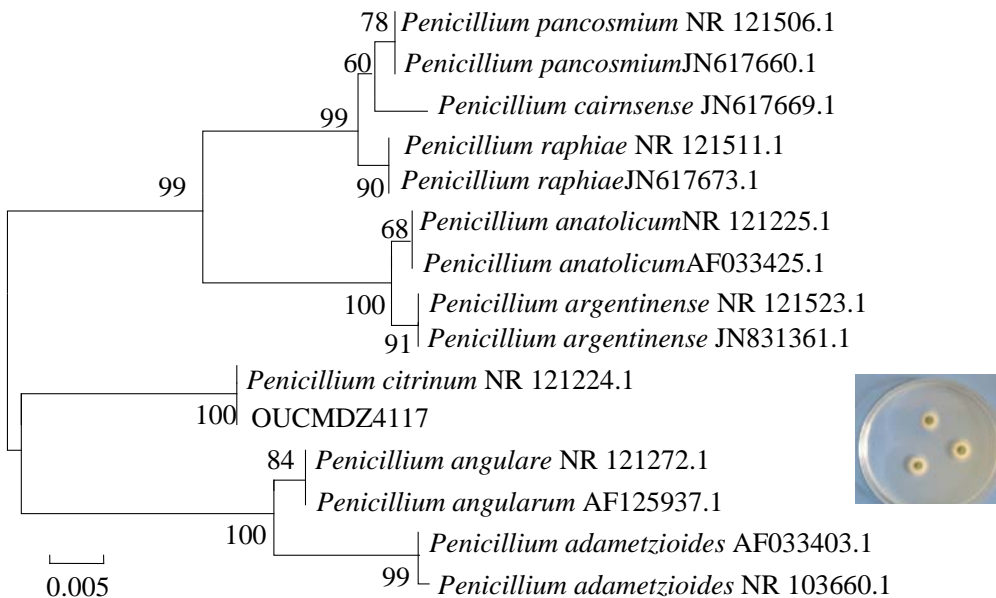 78 Penicillium pancosmium NR 121506.1
Penicillium pancosmiumJN617660.1
60
Penicillium cairnsense JN617669.1
99
Penicillium raphiae NR 121511.1
90 Penicillium raphiaeJN617673.1
99
Penicillium anatolicumNR 121225.1
68
Penicillium anatolicumAF033425.1
100 Penicillium argentinense NR 121523.1
91 Penicillium argentinense JN831361.1
Penicillium citrinum NR 121224.1
100 OUCMDZ4117
84 Penicillium angulare NR 121272.1
Penicillium angularum AF125937.1
100
Penicillium adametzioides AF033403.1
99 Penicillium adametzioides NR 103660.1
0.005